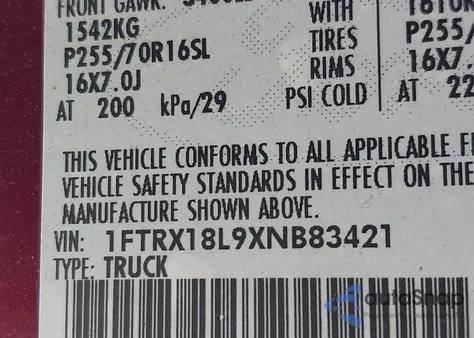 FRONT GAWR:
1542KG WITH
P255/70R16SL TIRES P255/
16X7.0J RIMS 16X7.
AT 200 kPa/29 PSI COLD AT 22
THIS VEHICLE CONFORMS TO ALL APPLICABLE
VEHICLE SAFETY STANDARDS IN EFFECT ON THE
MANUFACTURE SHOWN ABOVE.
VIN: 1FTRX18L9XNB83421
TYPE: TRUCK
autoSnap